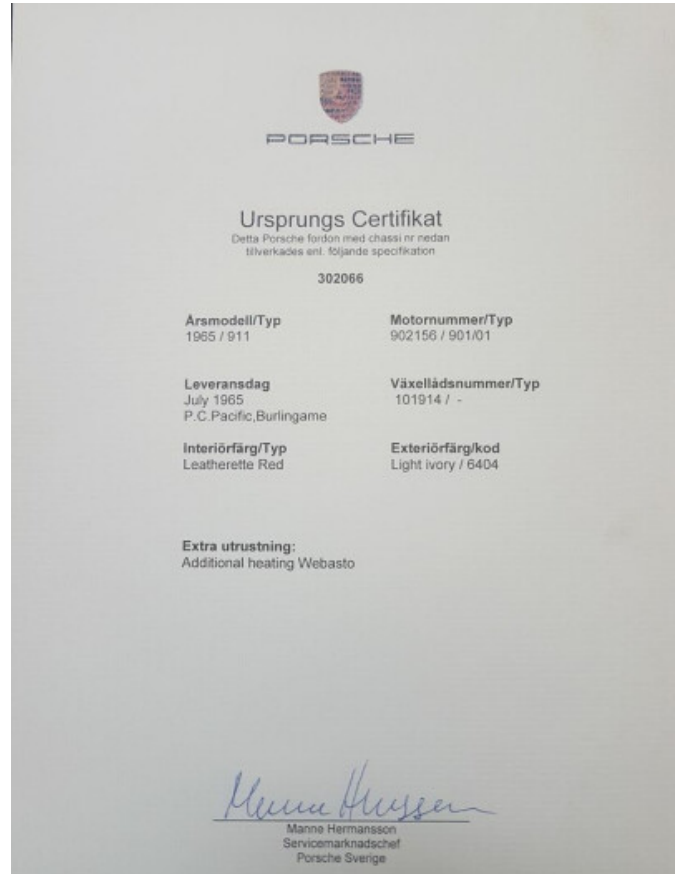 PORSCHE
Ursprungs Certifikat
Detta Porsche fordon med chassi nr nedan
tillverkades enl. följande specifikation
302066
Årsmodell/Typ
1965 / 911
Motornummer/Typ
902156 / 901/01
Leveransdag
July 1965
P.C.Pacific,Burlingame
Växellådsnummer/Typ
101914 / -
Interiörfärg/Typ
Leatherette Red
Exteriörfärg/kod
Light ivory / 6404
Extra utrustning:
Additional heating Webasto
Manne Hermansson
Servicemarknadschef
Porsche Sverige